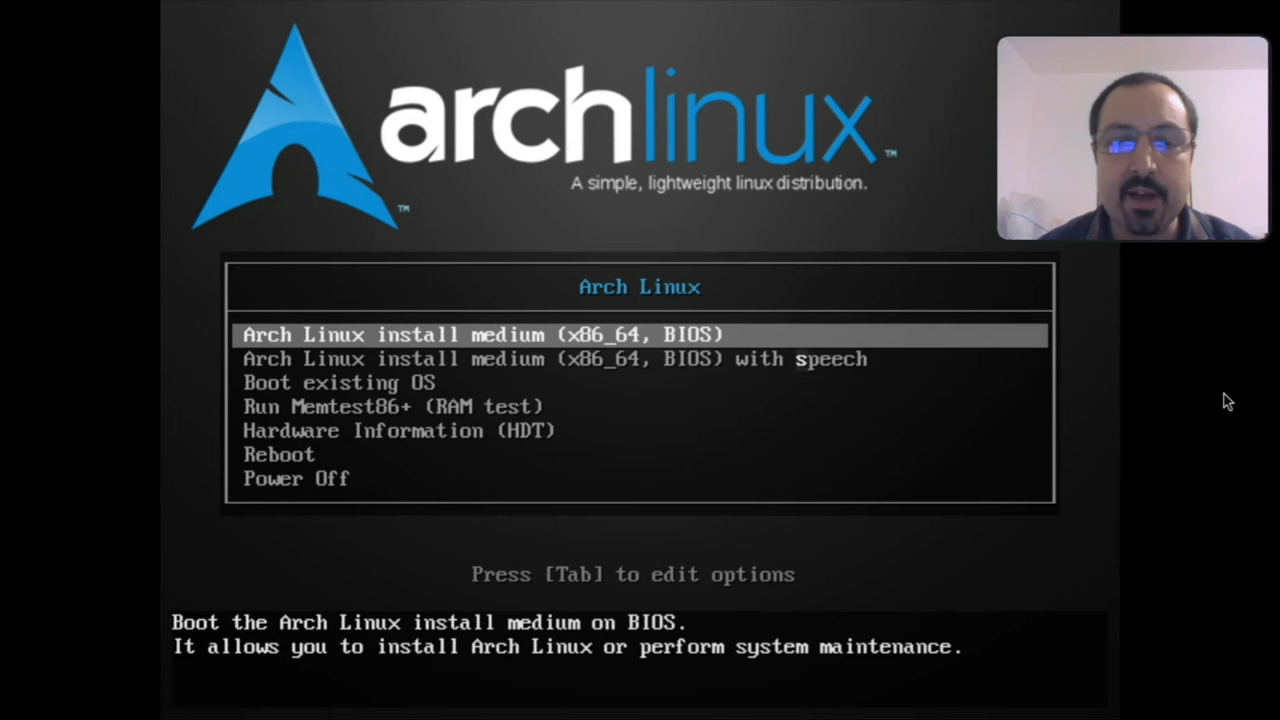 archlinux™
A simple, lightweight linux distribution.
™
Arch Linux
Arch Linux install medium (x86_64, BIOS)
Arch Linux install medium (x86_64, BIOS) with speech
Boot existing OS
Run Memtest86+ (RAM test)
Hardware Information (HDT)
Reboot
Power Off
Press [Tab] to edit options
Boot the Arch Linux install medium on BIOS.
It allows you to install Arch Linux or perform system maintenance.